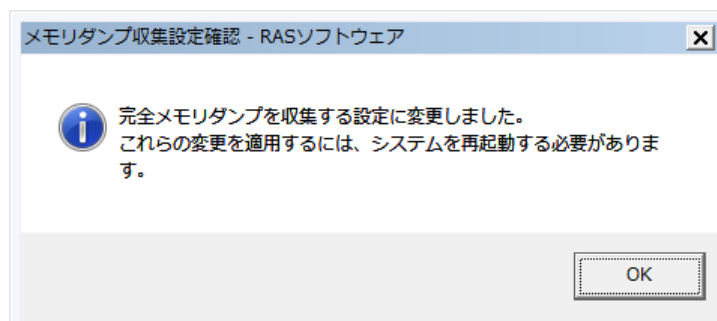 メモリダンプ収集設定確認 - RASソフトウェア
完全メモリダンプを収集する設定に変更しました。
これらの変更を適用するには、システムを再起動する必要がありま
す。
OK